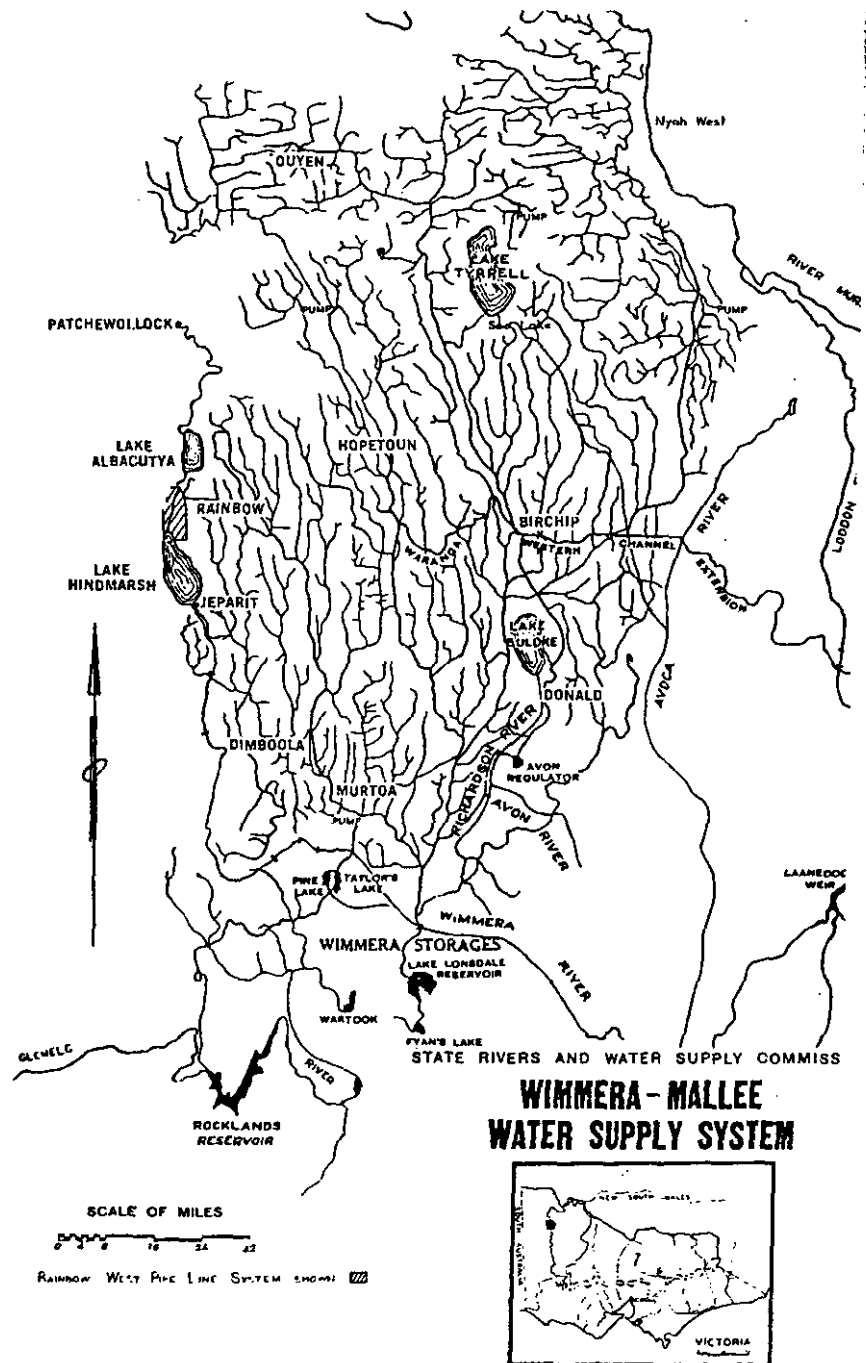 Nyah West
OUYEN
PUMP
LAKE
TYRRELL
RIVER MUR.
PUMP
PUMP
Sea Lake
PATCHEWOLLOCK
LAKE
ALBACUTYA
HOPETOUN
RAINBOW
BIRCHIP
RIVER
WARANGA
WESTERN
CHANNEL
LODDON
LAKE
HINDMARSH
EXTENSION
JEPARIT
LAKE
BULOKE
AVOCA
DONALD
DIMBOOLA
RICHARDSON RIVER
AVON
REGULATOR
MURTOA
AVON RIVER
PUMP
PINE
LAKE
TAYLOR'S
LAKE
LAANECOO
WEIR
WIMMERA
RIVER
WIMMERA STORAGES
LAKE LONSDALE
RESERVOIR
WARTOOK
FYAN'S LAKE
GLENELG
RIVER
STATE RIVERS AND WATER SUPPLY COMMISS
ROCKLANDS
RESERVOIR
WIMMERA-MALLEE
WATER SUPPLY SYSTEM
SCALE OF MILES
0 4 8 16 24 32
RAINBOW WEST PIPE LINE SYSTEM SHOWN
NEW SOUTH WALES
SOUTH AUSTRALIA
VICTORIA